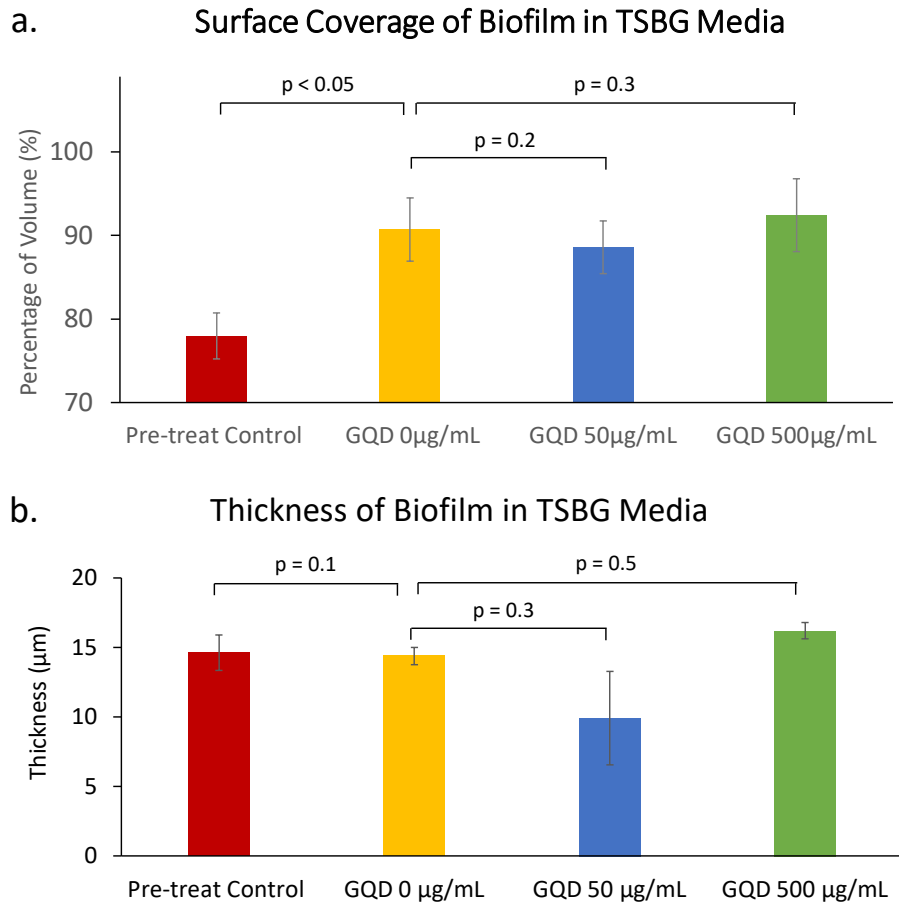 a.
Surface Coverage of Biofilm in TSBG Media
p < 0.05
p = 0.3
p = 0.2
Percentage of Volume (%)
100
90
80
70
Pre-treat Control
GQD 0µg/mL
GQD 50µg/mL
GQD 500µg/mL
b.
Thickness of Biofilm in TSBG Media
p = 0.1
p = 0.5
p = 0.3
Thickness (µm)
20
15
10
5
0
Pre-treat Control
GQD 0 µg/mL
GQD 50 µg/mL
GQD 500 µg/mL